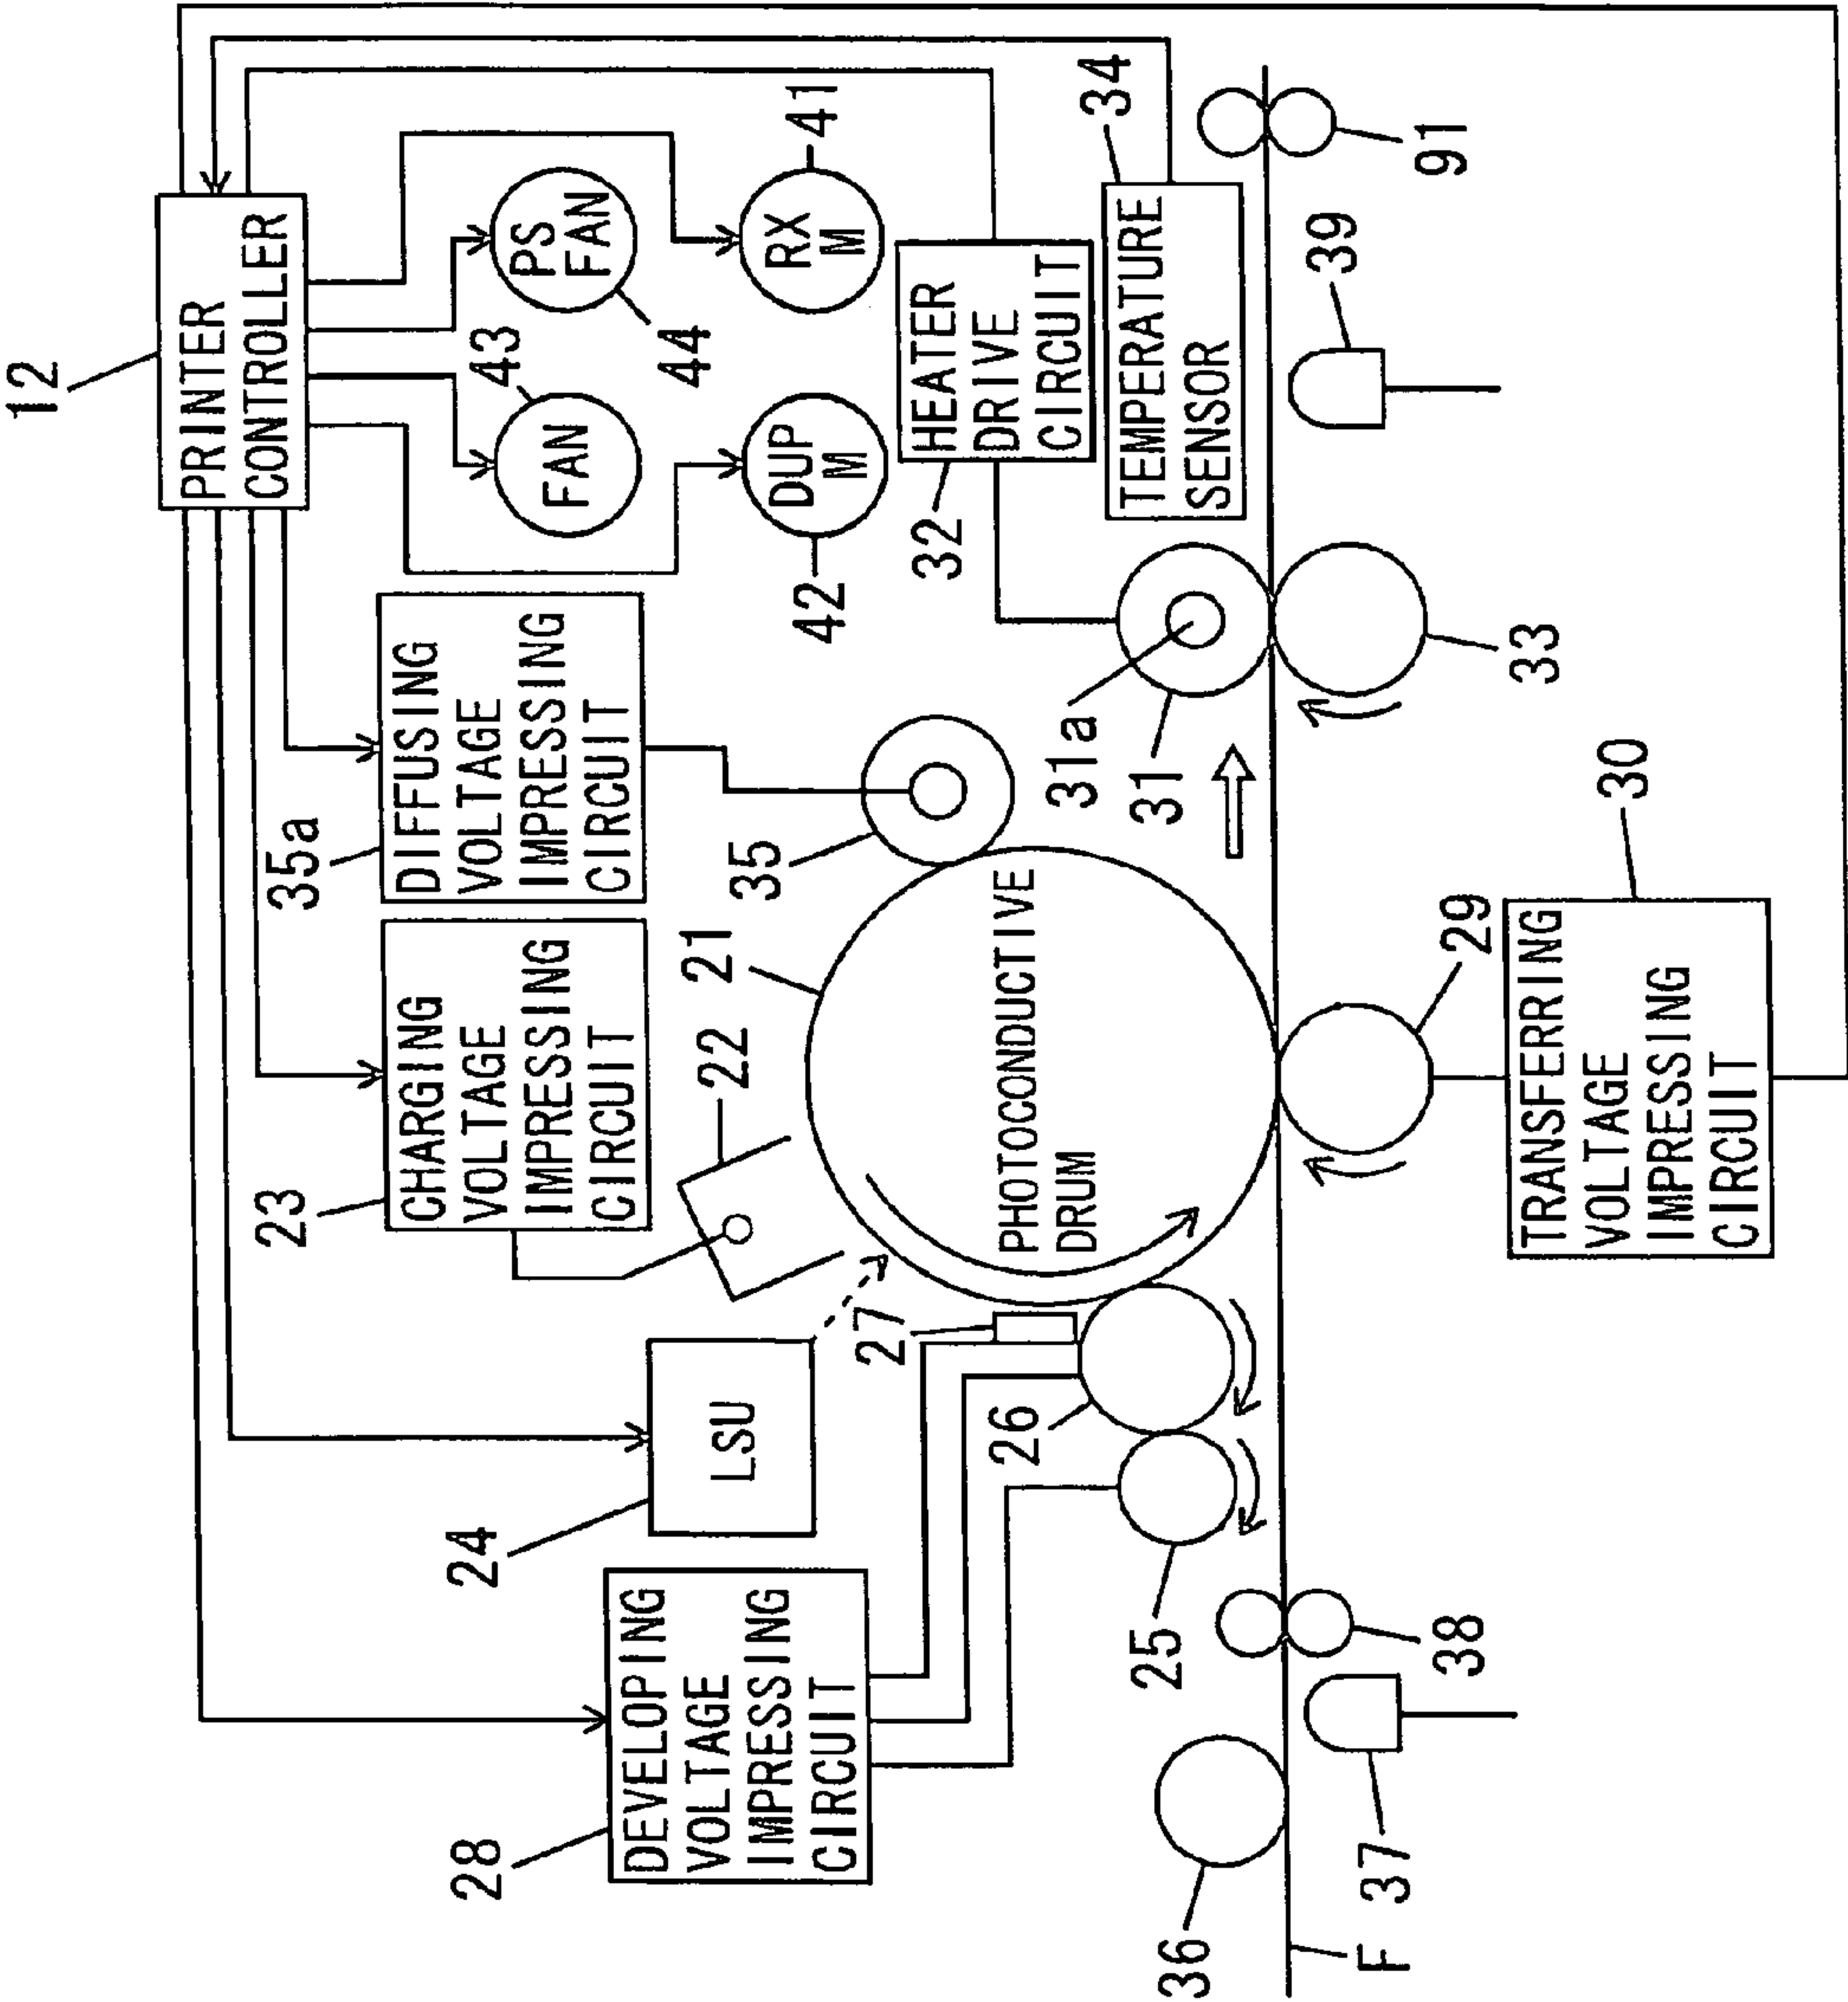 12
PRINTER
CONTROLLER
35a
DIFFUSING
VOLTAGE
IMPRESSING
CIRCUIT
23
CHARGING
VOLTAGE
IMPRESSING
CIRCUIT
24
LSU
28
DEVELOPING
VOLTAGE
IMPRESSING
CIRCUIT
43
FAN
PS
FAN
44
42
DUP
M
RX
M
41
32
HEATER
DRIVE
CIRCUIT
34
TEMPERATURE
SENSOR
21
22
35
27
26
25
PHOTOCONDUCTIVE
DRUM
31a
31
33
29
30
TRANSFERRING
VOLTAGE
IMPRESSING
CIRCUIT
36
F
37
38
39
91